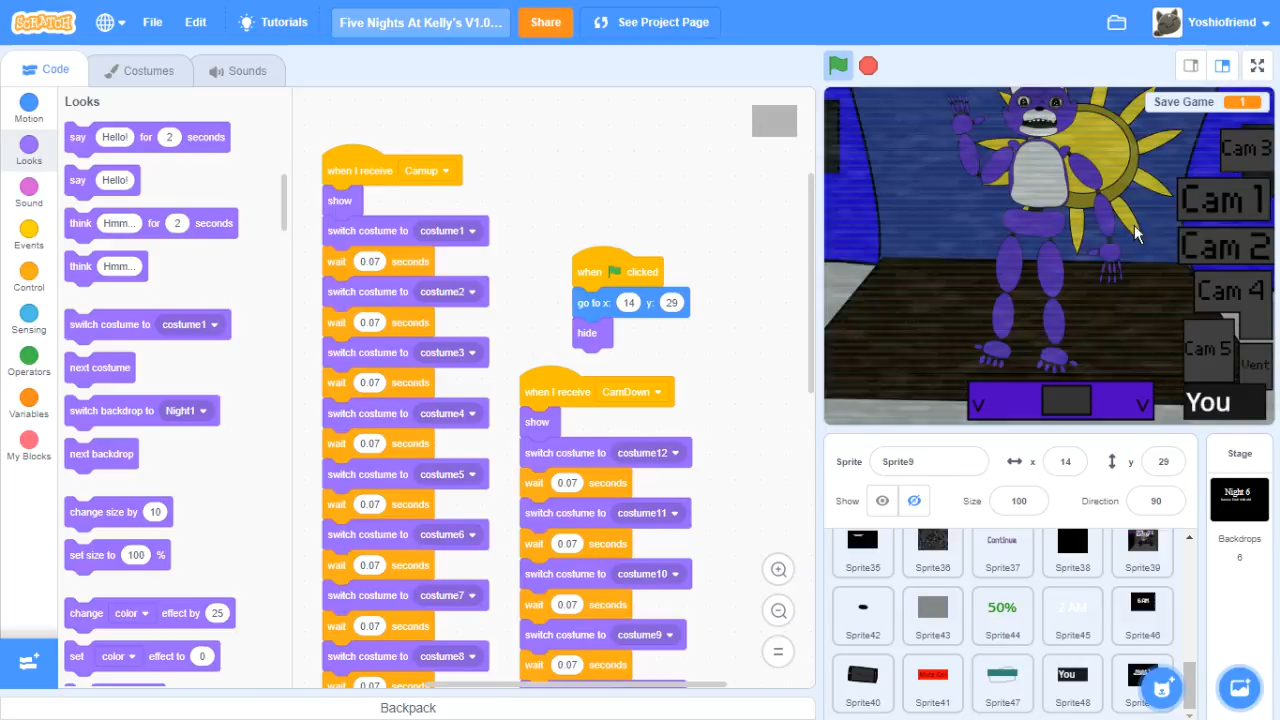 SCRATCH File Edit Tutorials Five Nights At Kelly's V1.0... Share See Project Page Yoshiofriend
Code Costumes Sounds
Motion
Looks
Sound
Events
Control
Sensing
Operators
Variables
My Blocks
Looks
say Hello! for 2 seconds
say Hello!
think Hmm... for 2 seconds
think Hmm...
switch costume to costume1
next costume
switch backdrop to Night1
next backdrop
change size by 10
set size to 100 %
change color effect by 25
set color effect to 0
when I receive Camup
show
switch costume to costume1
wait 0.07 seconds
switch costume to costume2
wait 0.07 seconds
switch costume to costume3
wait 0.07 seconds
switch costume to costume4
wait 0.07 seconds
switch costume to costume5
wait 0.07 seconds
switch costume to costume6
wait 0.07 seconds
switch costume to costume7
wait 0.07 seconds
switch costume to costume8
when clicked
go to x: 14 y: 29
hide
when I receive CamDown
show
switch costume to costume12
wait 0.07 seconds
switch costume to costume11
wait 0.07 seconds
switch costume to costume10
wait 0.07 seconds
switch costume to costume9
wait 0.07 seconds
Backpack
Save Game 1
Cam 3
Cam 1
Cam 2
Cam 4
Cam 5
Vent
You
V V
Sprite Sprite9 x 14 y 29
Show Size 100 Direction 90
Sprite35 Sprite36 Continue Sprite37 Sprite38 Sprite39
Sprite42 Sprite43 50% Sprite44 2 AM Sprite45 6 AM Sprite46
Sprite40 Mute Call Sprite41 Sprite47 You Sprite48
Stage
Night 6
Backdrops
6